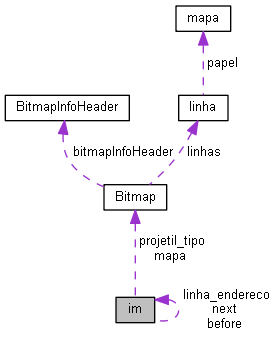 mapa
papel
BitmapInfoHeader
linha
bitmapInfoHeader
linhas
Bitmap
projetil_tipo
mapa
im
linha_endereco
next
before